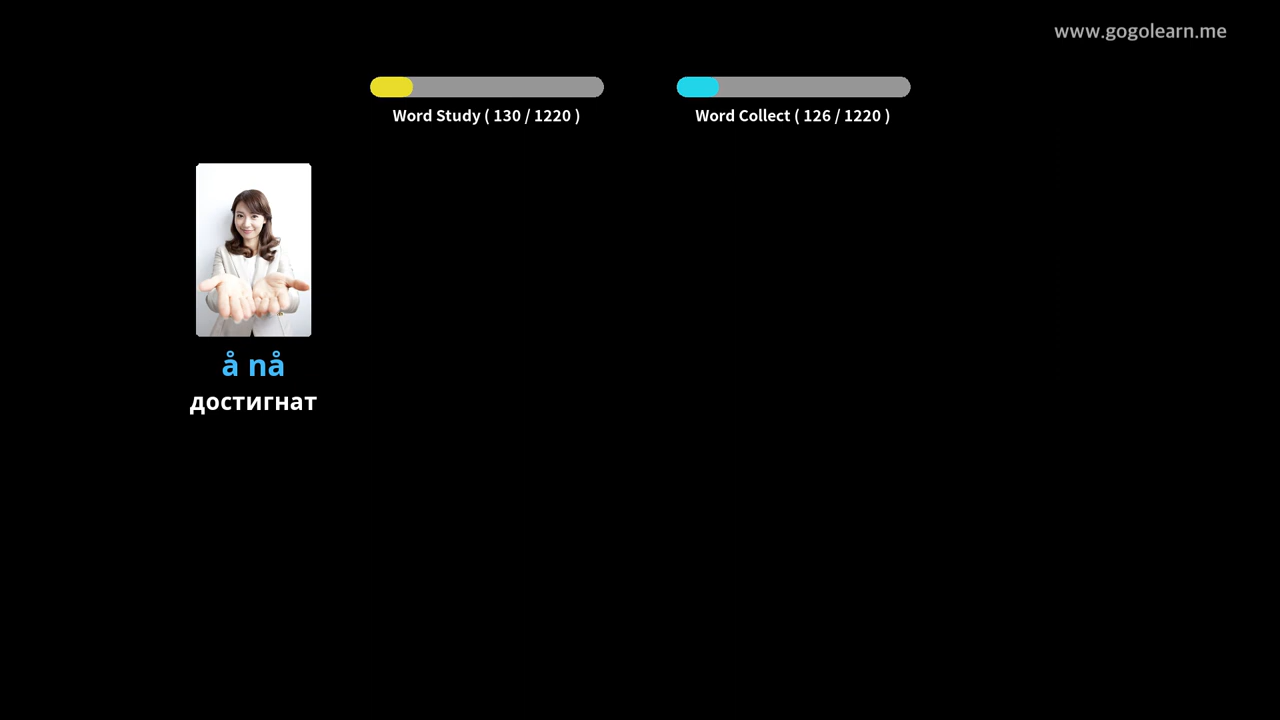 www.gogolearn.me
Word Study ( 130 / 1220 )
Word Collect ( 126 / 1220 )
å nå
достигнат